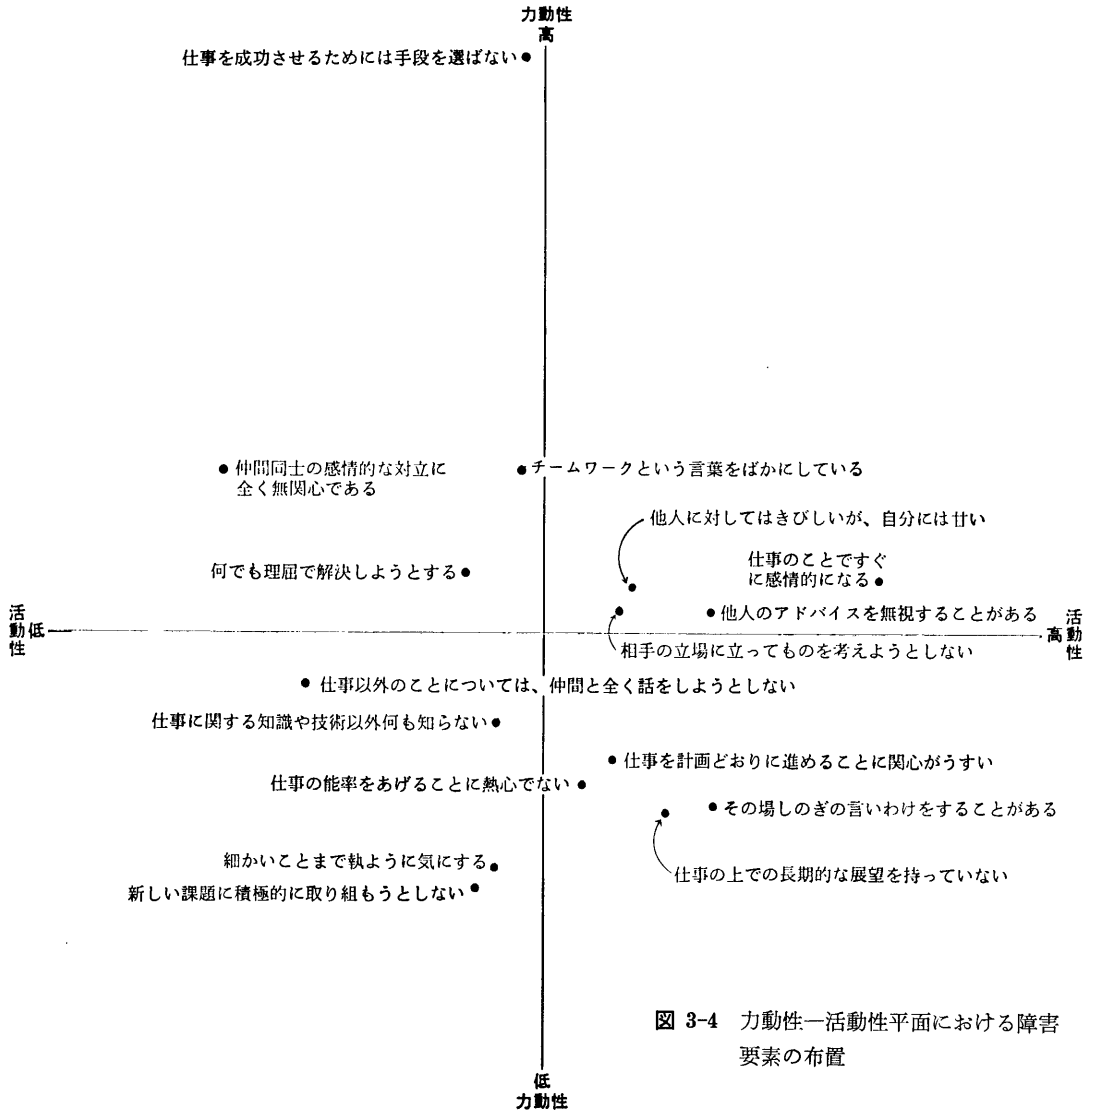 力動性
高
仕事を成功させるためには手段を選ばない
仲間同士の感情的な対立に
全く無関心である
チームワークという言葉をばかにしている
他人に対してはきびしいが、自分には甘い
仕事のことですぐ
に感情的になる
何でも理屈で解決しようとする
他人のアドバイスを無視することがある
活動性
低
高
活動性
相手の立場に立ってものを考えようとしない
仕事以外のことについては、仲間と全く話をしようとしない
仕事に関する知識や技術以外何も知らない
仕事を計画どおりに進めることに関心がうすい
仕事の能率をあげることに熱心でない
その場しのぎの言いわけをすることがある
細かいことまで執ように気にする
仕事の上での長期的な展望を持っていない
新しい課題に積極的に取り組もうとしない
図 3-4 力動性―活動性平面における障害
要素の布置
低
力動性